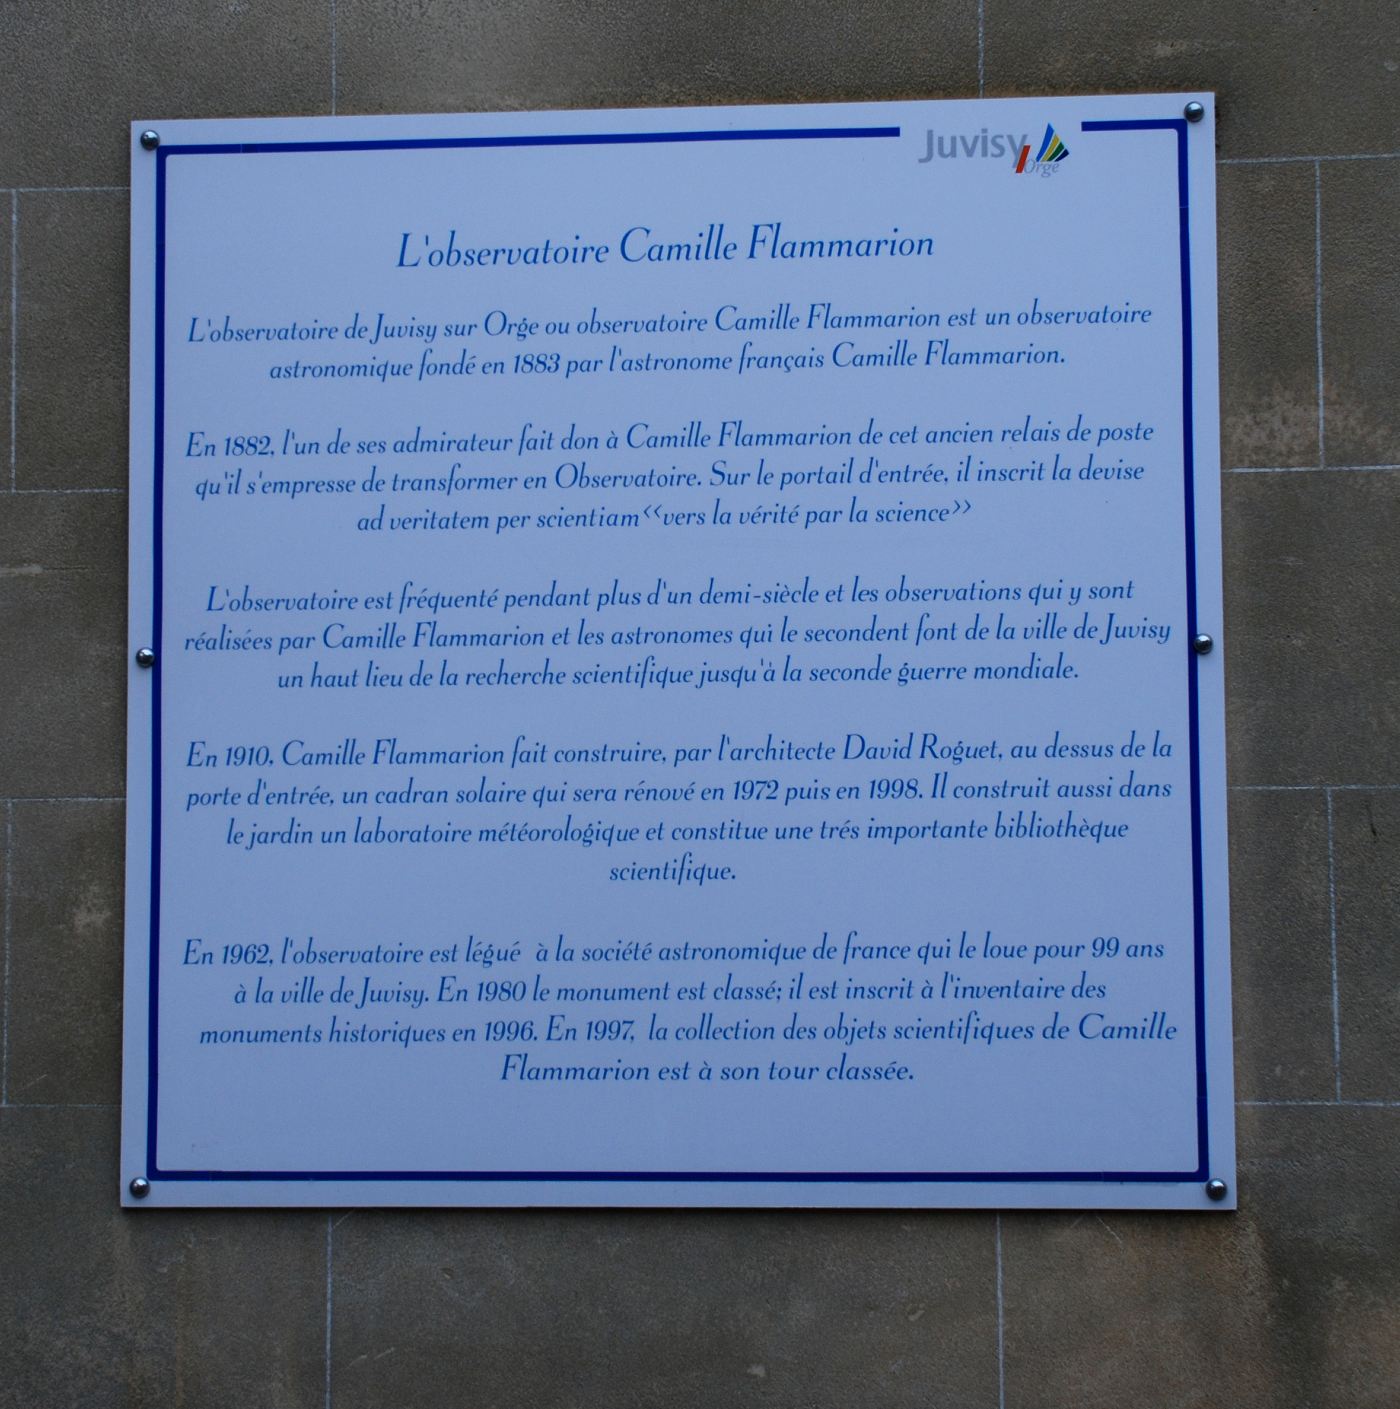 Juvisy
Orge
L'observatoire Camille Flammarion
L'observatoire de Juvisy sur Orge ou observatoire Camille Flammarion est un observatoire
astronomique fondé en 1883 par l'astronome français Camille Flammarion.
En 1882, l'un de ses admirateur fait don à Camille Flammarion de cet ancien relais de poste
qu'il s'empresse de transformer en Observatoire. Sur le portail d'entrée, il inscrit la devise
ad veritatem per scientiam <<vers la vérité par la science>>
L'observatoire est fréquenté pendant plus d'un demi-siècle et les observations qui y sont
réalisées par Camille Flammarion et les astronomes qui le secondent font de la ville de Juvisy
un haut lieu de la recherche scientifique jusqu'à la seconde guerre mondiale.
En 1910, Camille Flammarion fait construire, par l'architecte David Roguet, au dessus de la
porte d'entrée, un cadran solaire qui sera rénové en 1972 puis en 1998. Il construit aussi dans
le jardin un laboratoire météorologique et constitue une trés importante bibliothèque
scientifique.
En 1962, l'observatoire est légué à la société astronomique de france qui le loue pour 99 ans
à la ville de Juvisy. En 1980 le monument est classé; il est inscrit à l'inventaire des
monuments historiques en 1996. En 1997, la collection des objets scientifiques de Camille
Flammarion est à son tour classée.